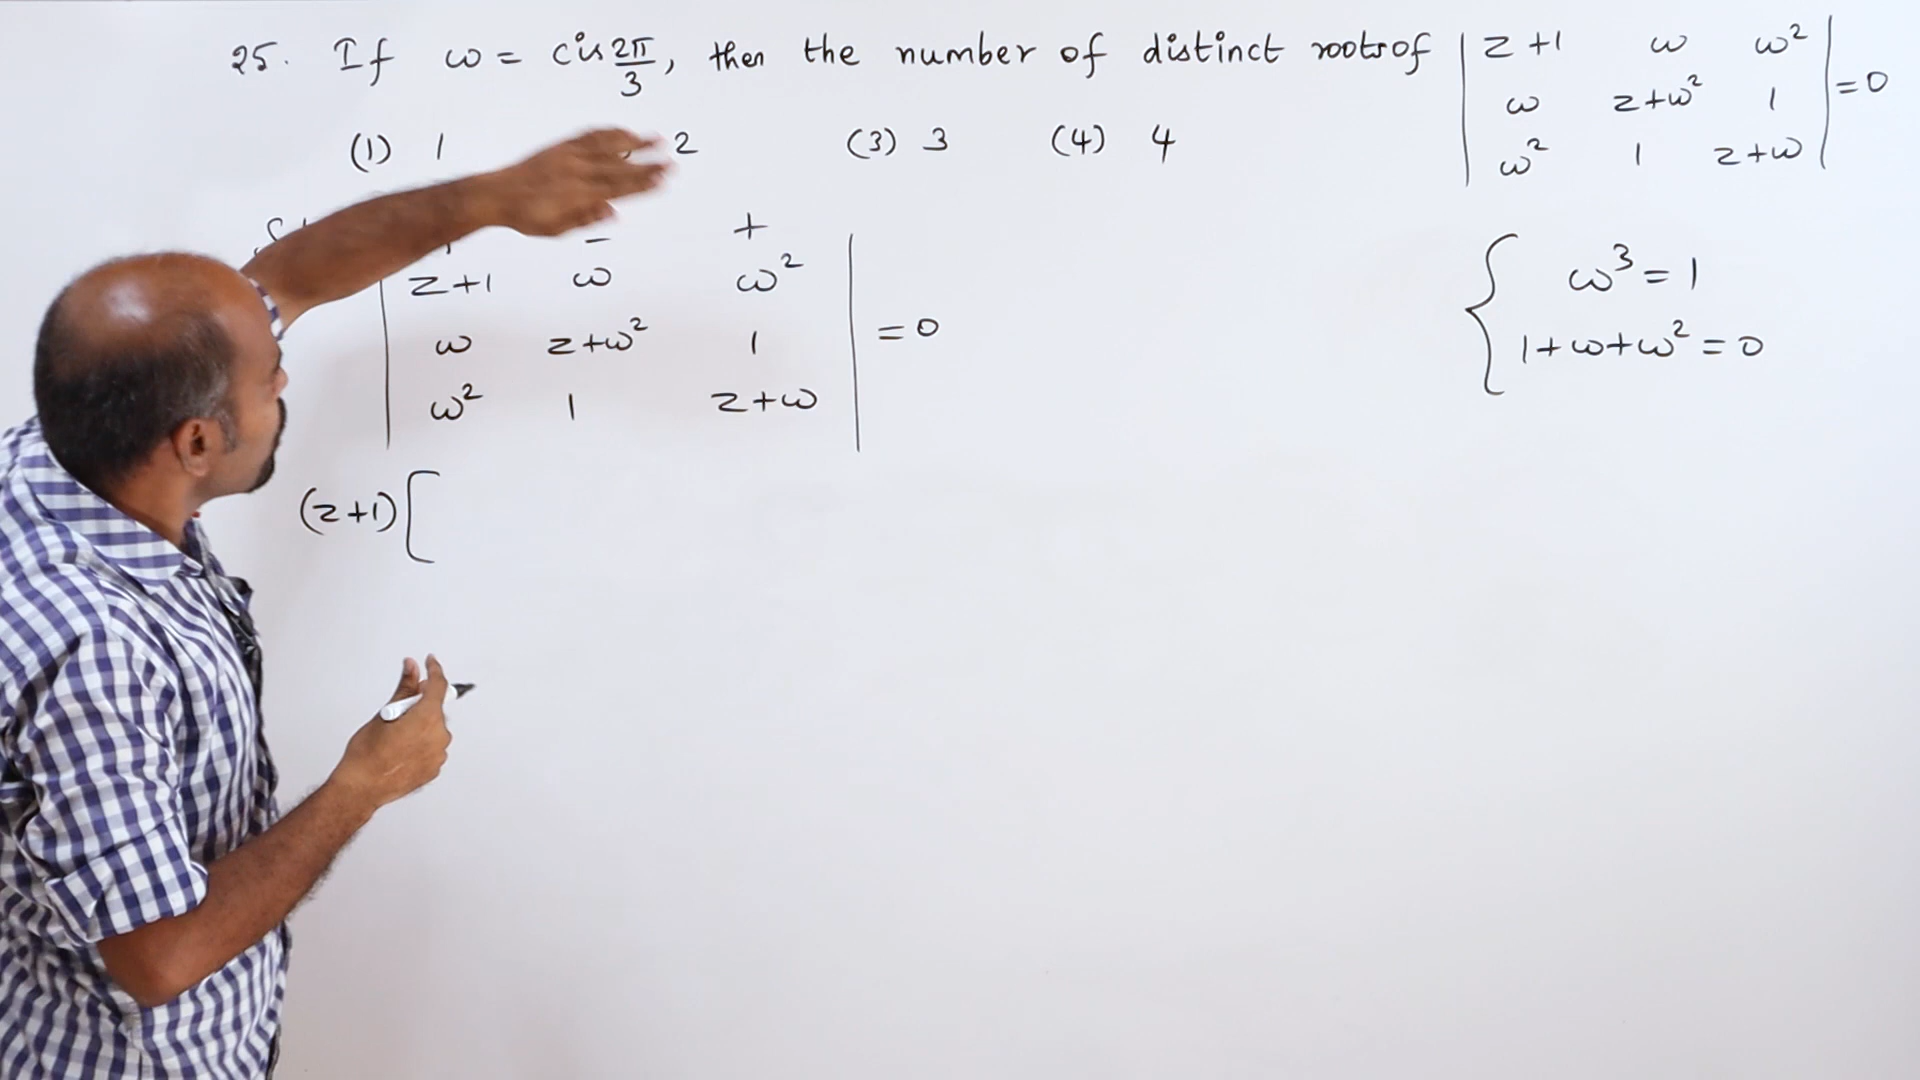 25. If ω = cis 2π/3, then the number of distinct roots of | z+1 ω ω² |
| ω z+ω² 1 | = 0
| ω² 1 z+ω |
(1) 1 2 (3) 3 (4) 4
− +
z+1 ω ω²
ω z+ω² 1 | = 0
ω² 1 z+ω
ω³ = 1
1+ω+ω² = 0
(z+1)[